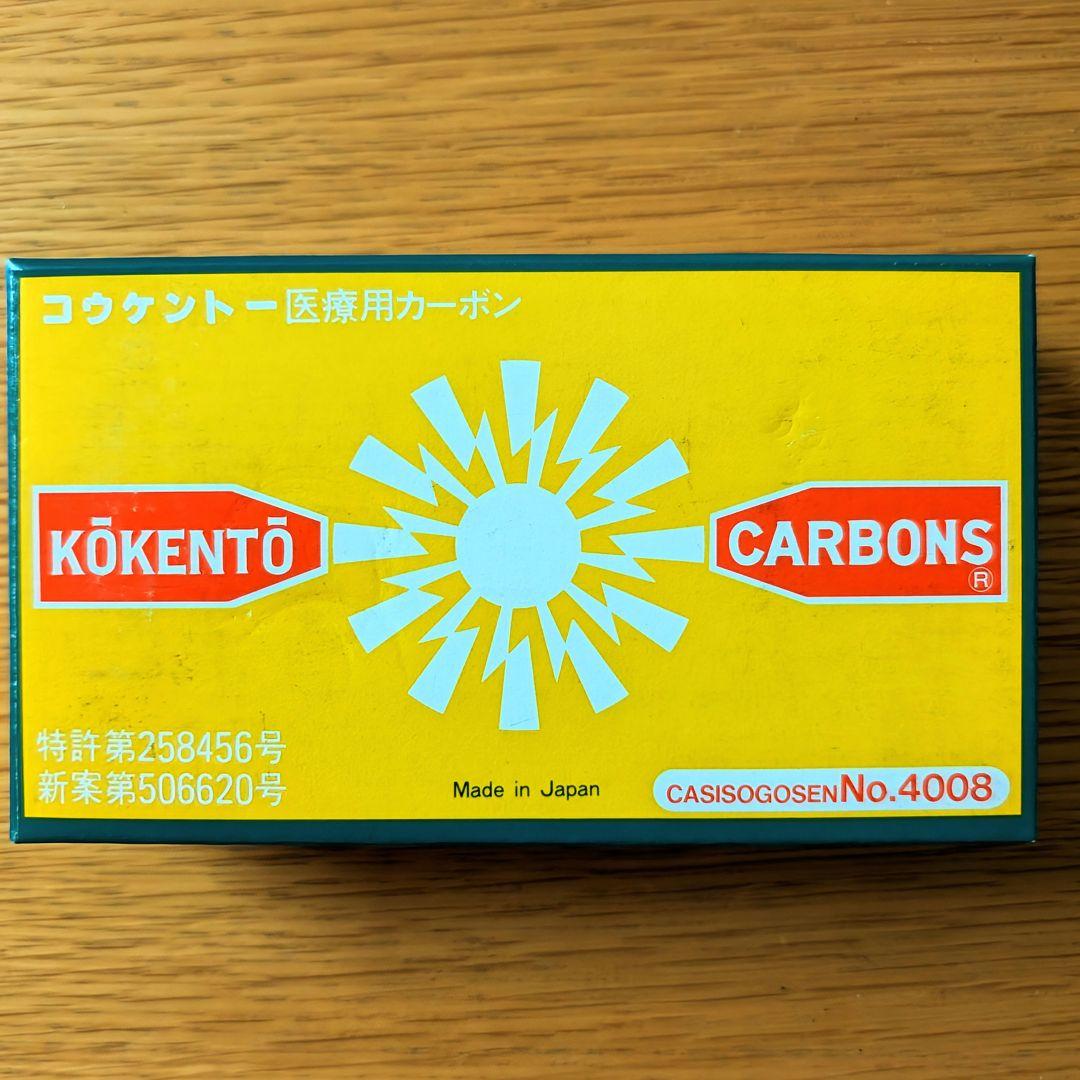 コウケントー医療用カーボン
KŌKENTŌ
CARBONS
®
特許第258456号
新案第506620号
Made in Japan
CASISOGOSEN No.4008